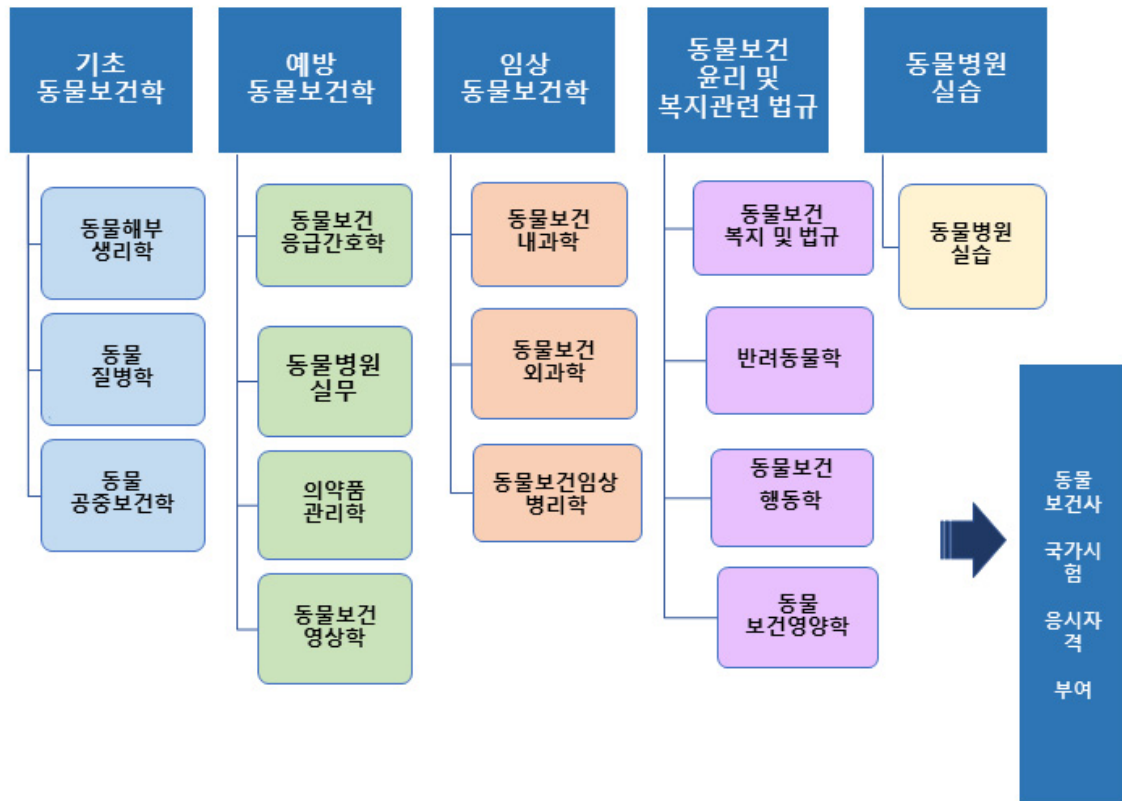 기초
동물보건학
예방
동물보건학
임상
동물보건학
동물보건
윤리 및
복지관련 법규
동물병원
실습
동물해부
생리학
동물
질병학
동물
공중보건학
동물보건
응급간호학
동물병원
실무
의약품
관리학
동물보건
영상학
동물보건
내과학
동물보건
외과학
동물보건임상
병리학
동물보건
복지 및 법규
반려동물학
동물보건
행동학
동물
보건영양학
동물병원
실습
동물
보건사
국가시
험
응시자
격
부여